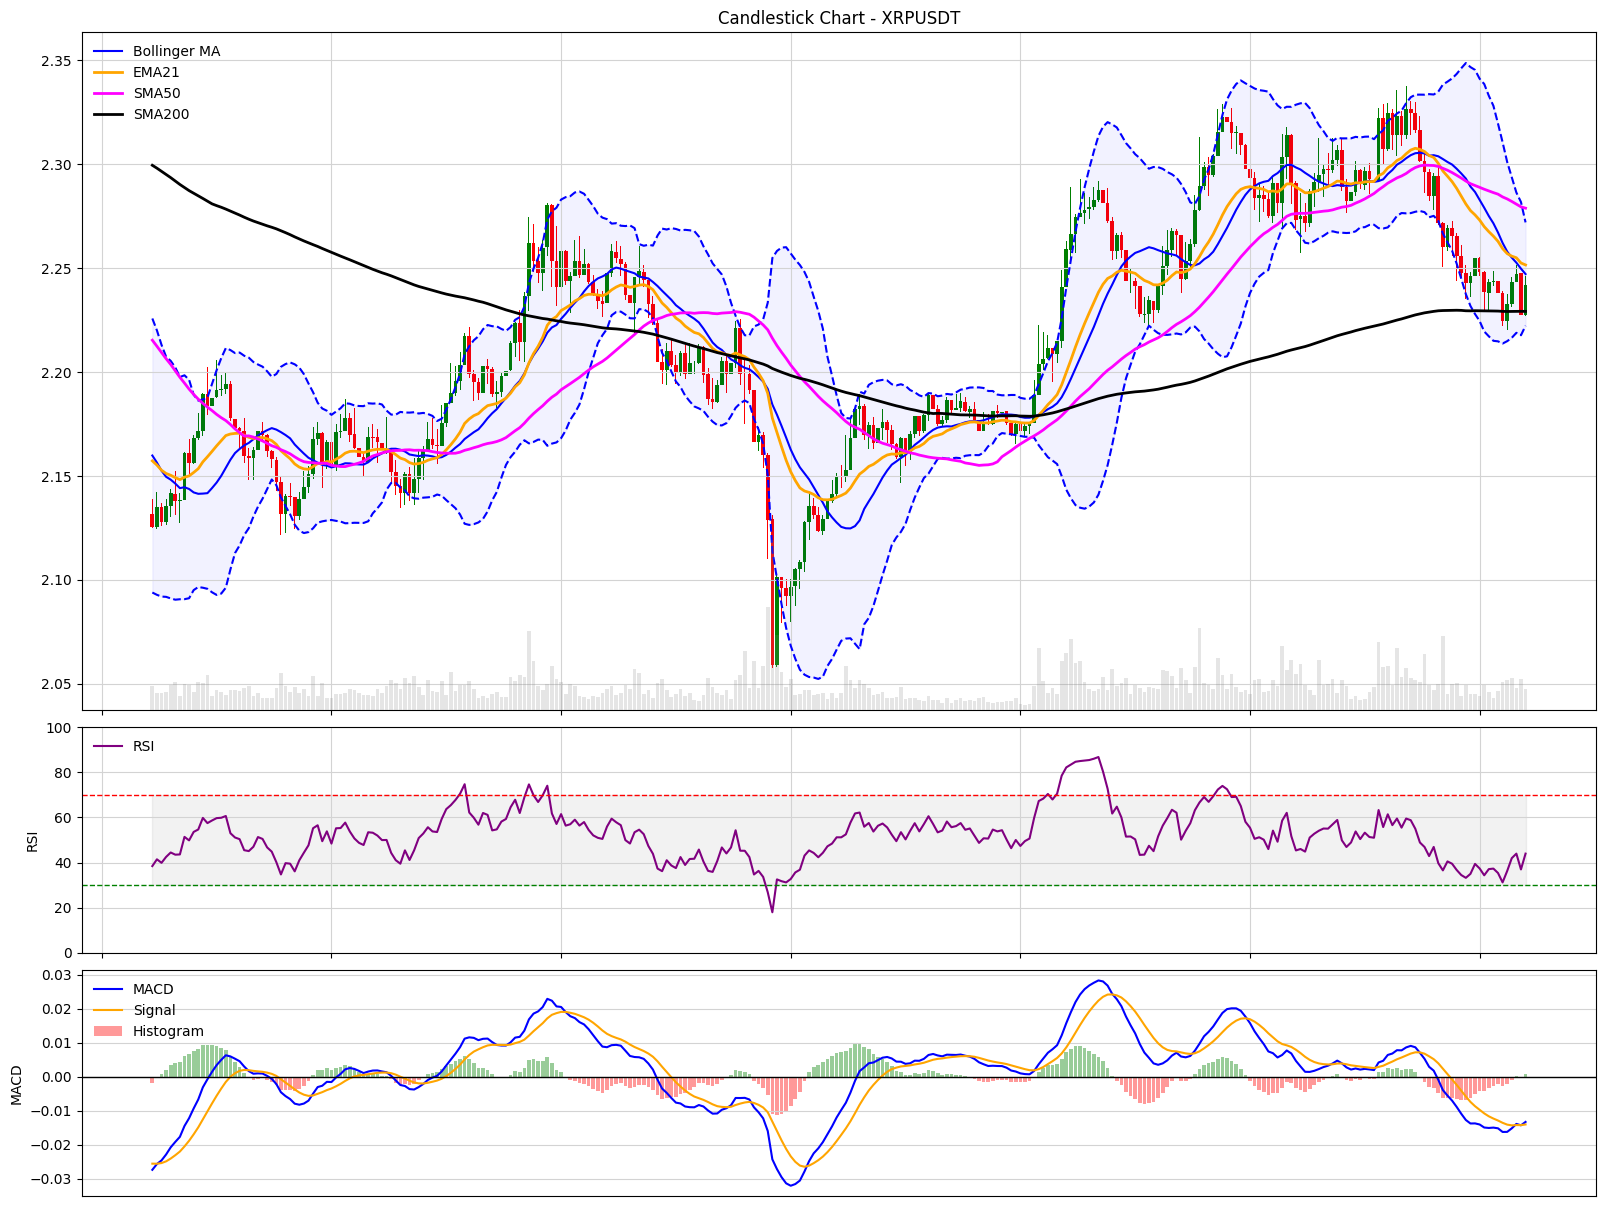 Candlestick Chart - XRPUSDT
Bollinger MA
EMA21
SMA50
SMA200
2.35
2.30
2.25
2.20
2.15
2.10
2.05
RSI
RSI
100
80
60
40
20
0
MACD
Signal
Histogram
MACD
0.03
0.02
0.01
0.00
−0.01
−0.02
−0.03